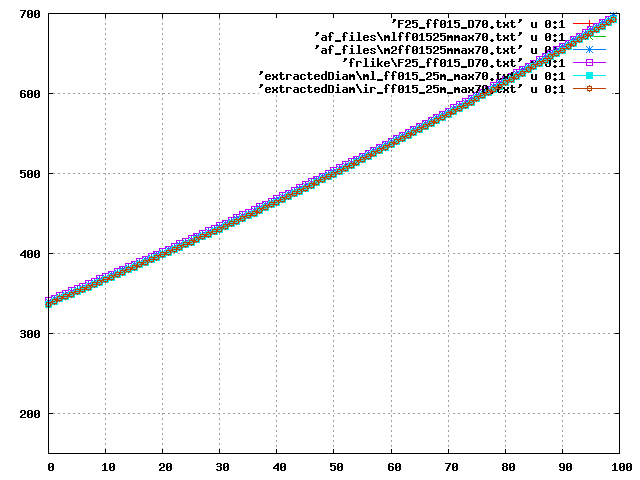 700
600
500
400
300
200
0 10 20 30 40 50 60 70 80 90 100
'F25_ff015_D70.txt' u 0:1
'af_files\mlff01525mmax70.txt' u 0:1
'af_files\m2ff01525mmax70.txt' u 0:1
'frlike\F25_ff015_D70.txt' u 0:1
'extractedDiam\ml_ff015_25m_max70.txt' u 0:1
'extractedDiam\ir_ff015_25m_max70.txt' u 0:1